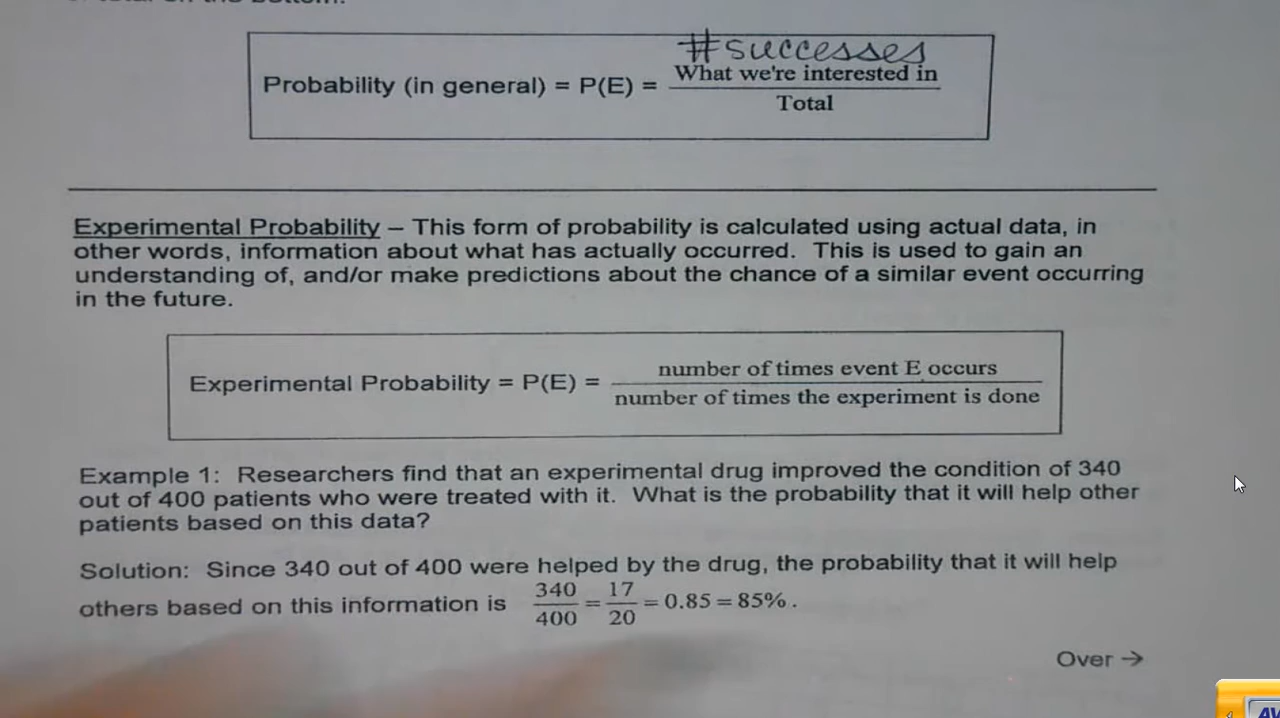 #successes
Probability (in general) = P(E) = What we're interested in / Total
Experimental Probability – This form of probability is calculated using actual data, in
other words, information about what has actually occurred. This is used to gain an
understanding of, and/or make predictions about the chance of a similar event occurring
in the future.
Experimental Probability = P(E) = number of times event E occurs / number of times the experiment is done
Example 1: Researchers find that an experimental drug improved the condition of 340
out of 400 patients who were treated with it. What is the probability that it will help other
patients based on this data?
Solution: Since 340 out of 400 were helped by the drug, the probability that it will help
others based on this information is 340/400 = 17/20 = 0.85 = 85% .
Over →